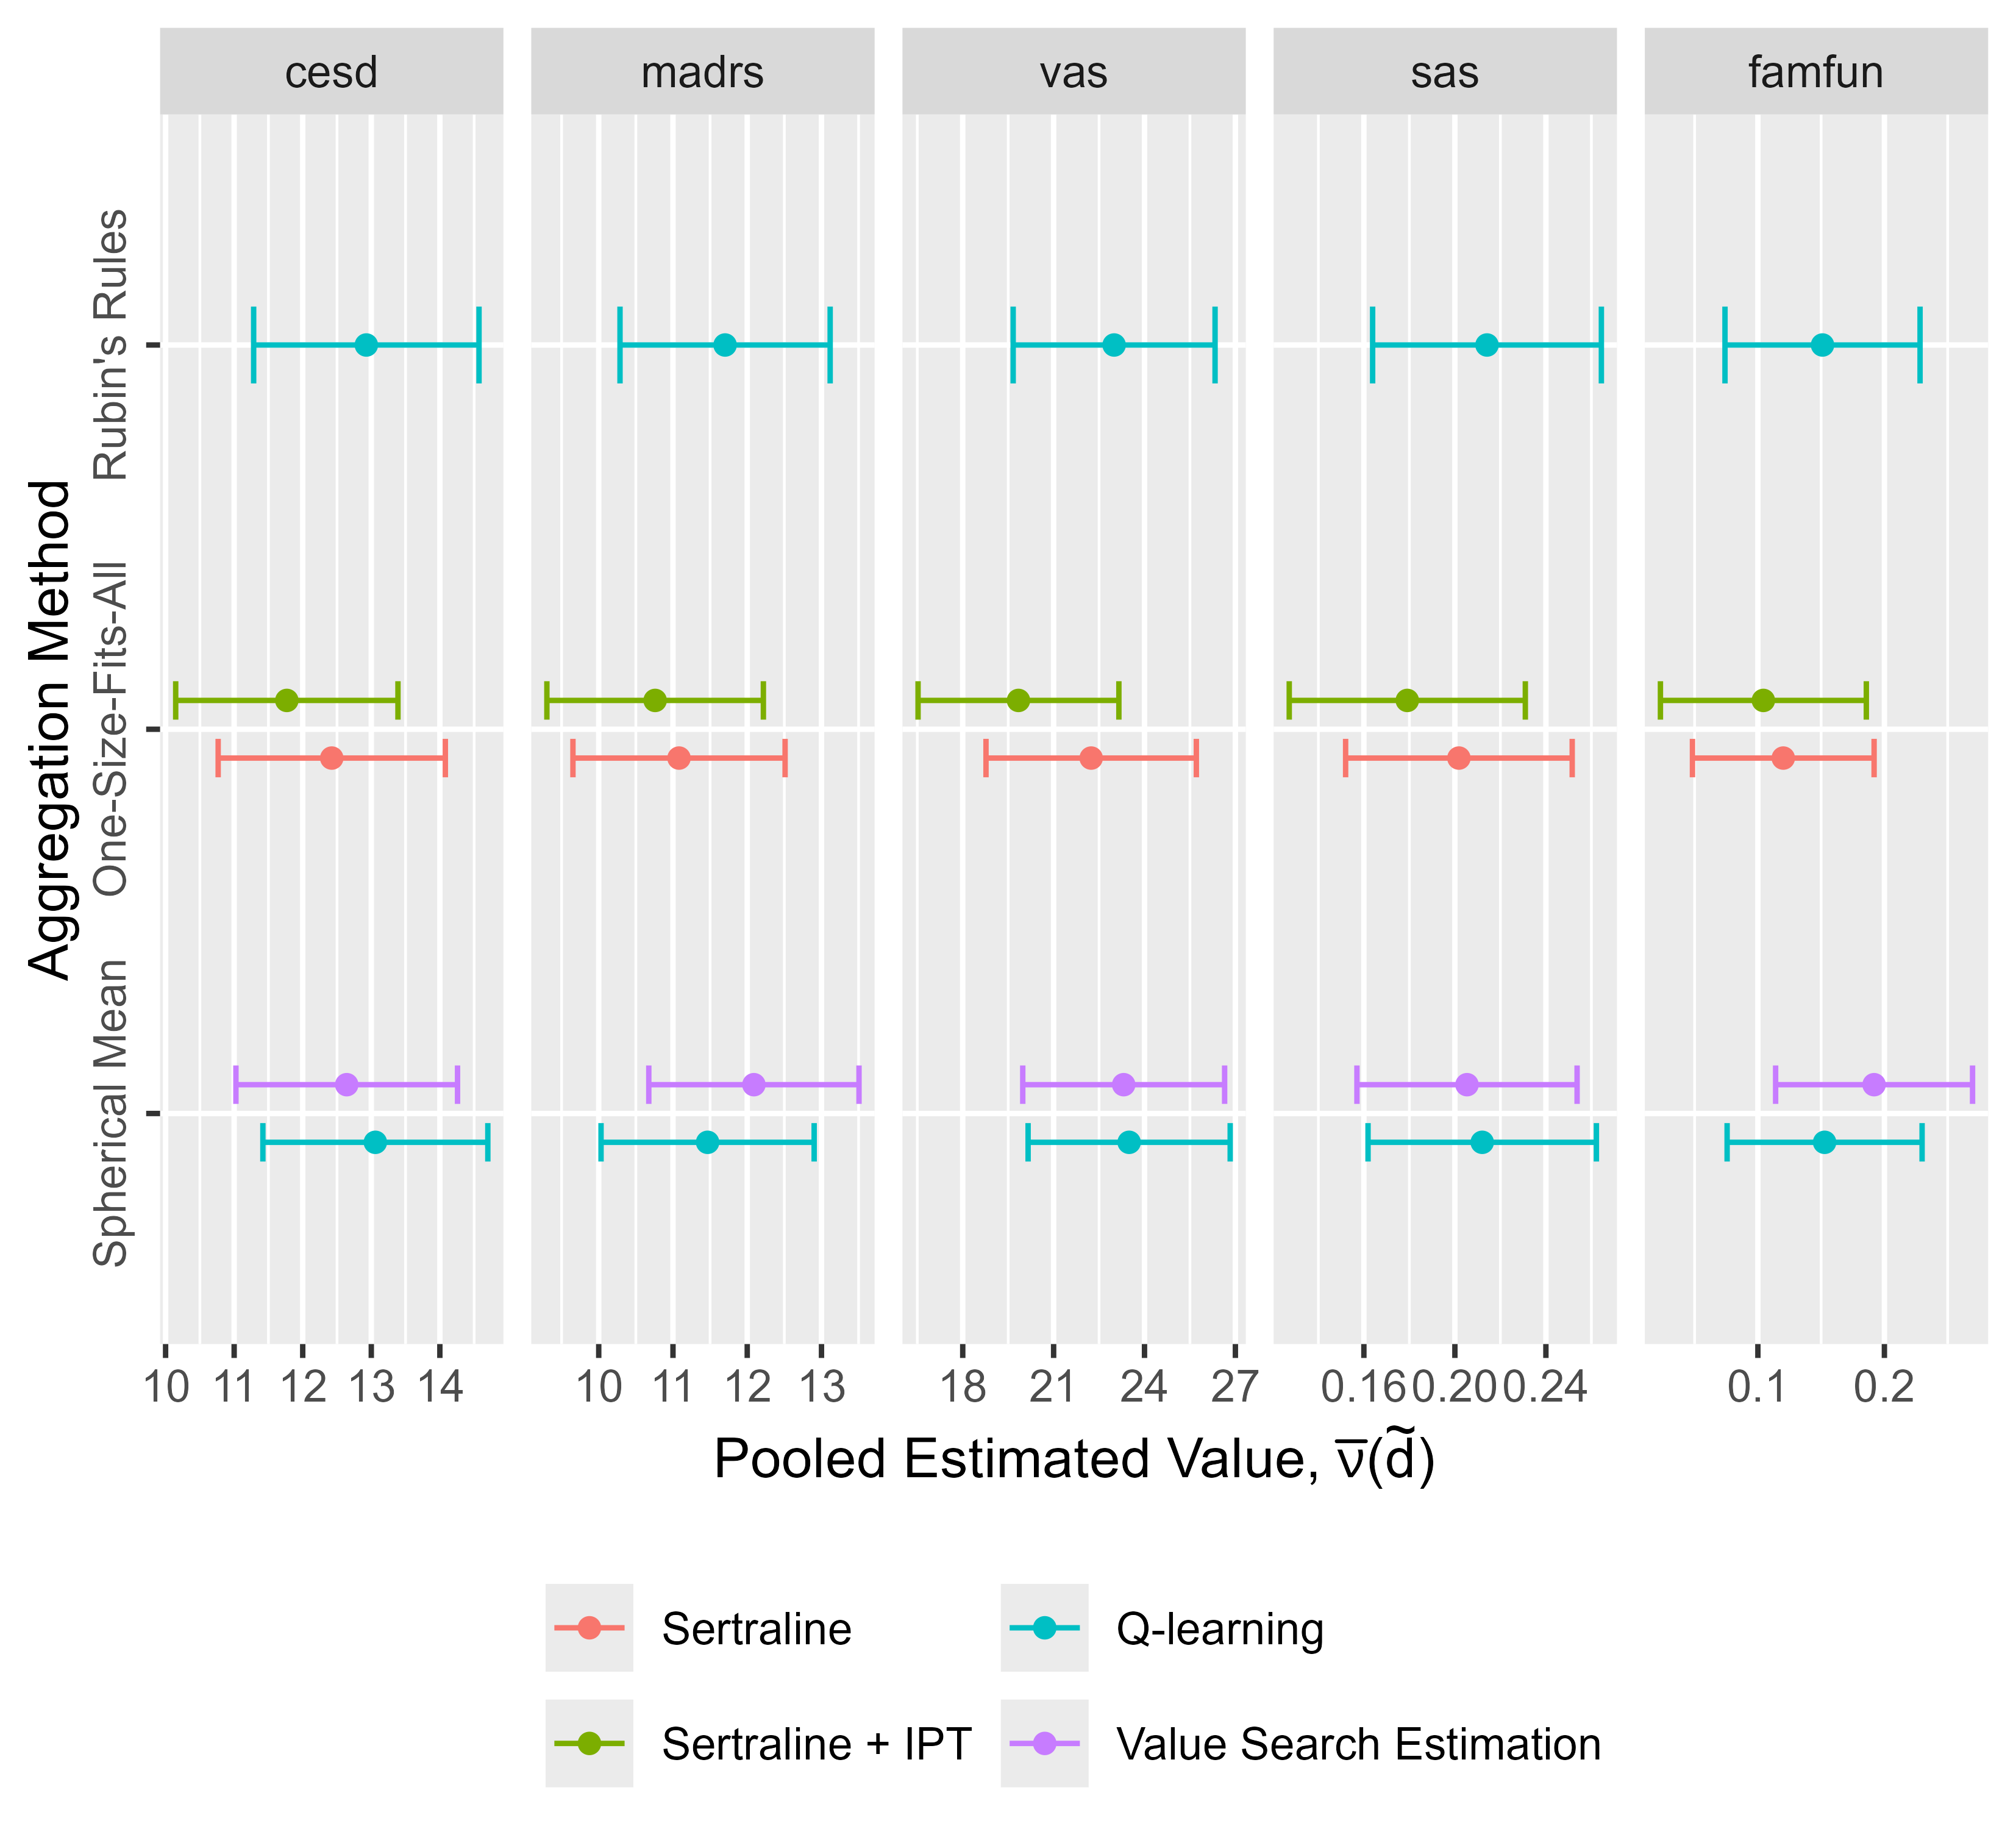 cesd madrs vas sas famfun
Aggregation Method
Rubin's Rules
One-Size-Fits-All
Spherical Mean
10 11 12 13 14 10 11 12 13 18 21 24 27 0.16 0.20 0.24 0.1 0.2
Pooled Estimated Value, ν̅(d̃)
Sertraline Q-learning
Sertraline + IPT Value Search Estimation